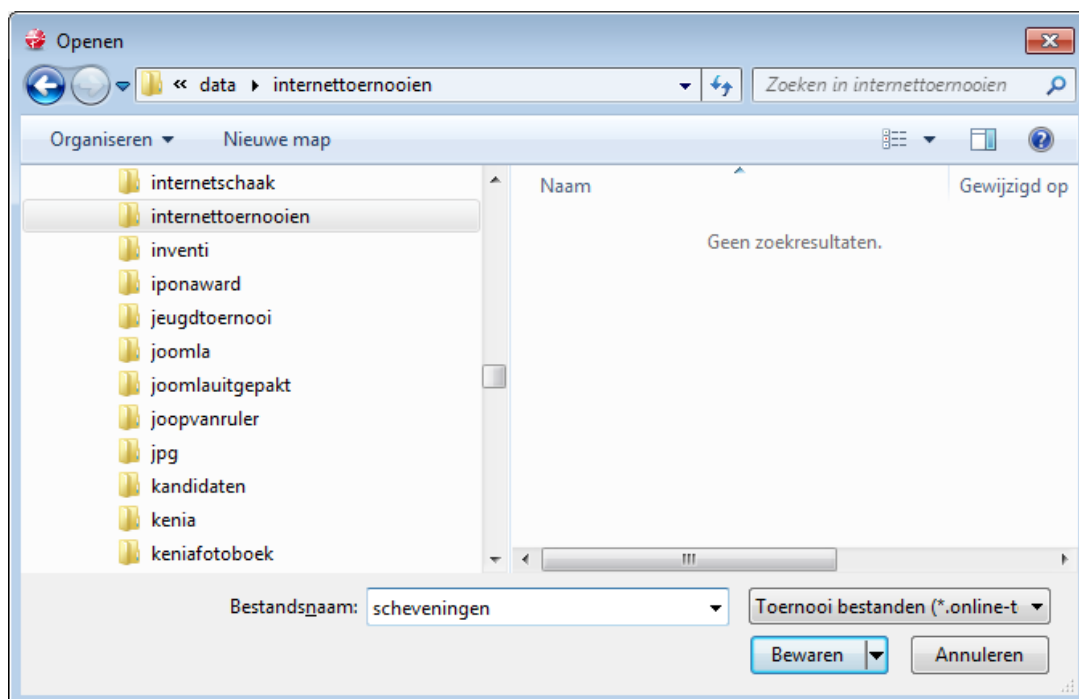 Openen
« data ▸ internettoernooien
Zoeken in internettoernooien
Organiseren
Nieuwe map
internetschaak
internettoernooien
inventi
iponaward
jeugdtoernooi
joomla
joomlauitgepakt
joopvanruler
jpg
kandidaten
kenia
keniafotoboek
Naam
Gewijzigd op
Geen zoekresultaten.
Bestandsnaam: scheveningen
Toernooi bestanden (*.online-t
Bewaren
Annuleren